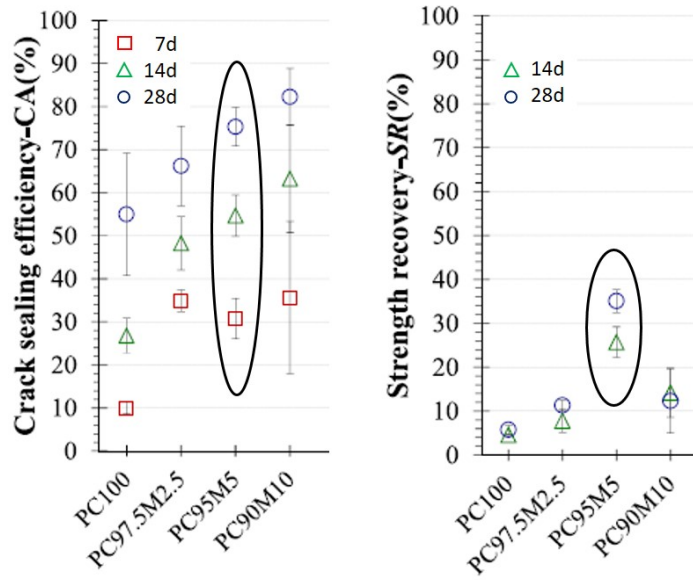 Crack sealing efficiency-CA(%)
100
90
80
70
60
50
40
30
20
10
0
7d
14d
28d
PC100
PC97.5M2.5
PC95M5
PC90M10
Strength recovery-SR(%)
100
90
80
70
60
50
40
30
20
10
0
14d
28d
PC100
PC97.5M2.5
PC95M5
PC90M10